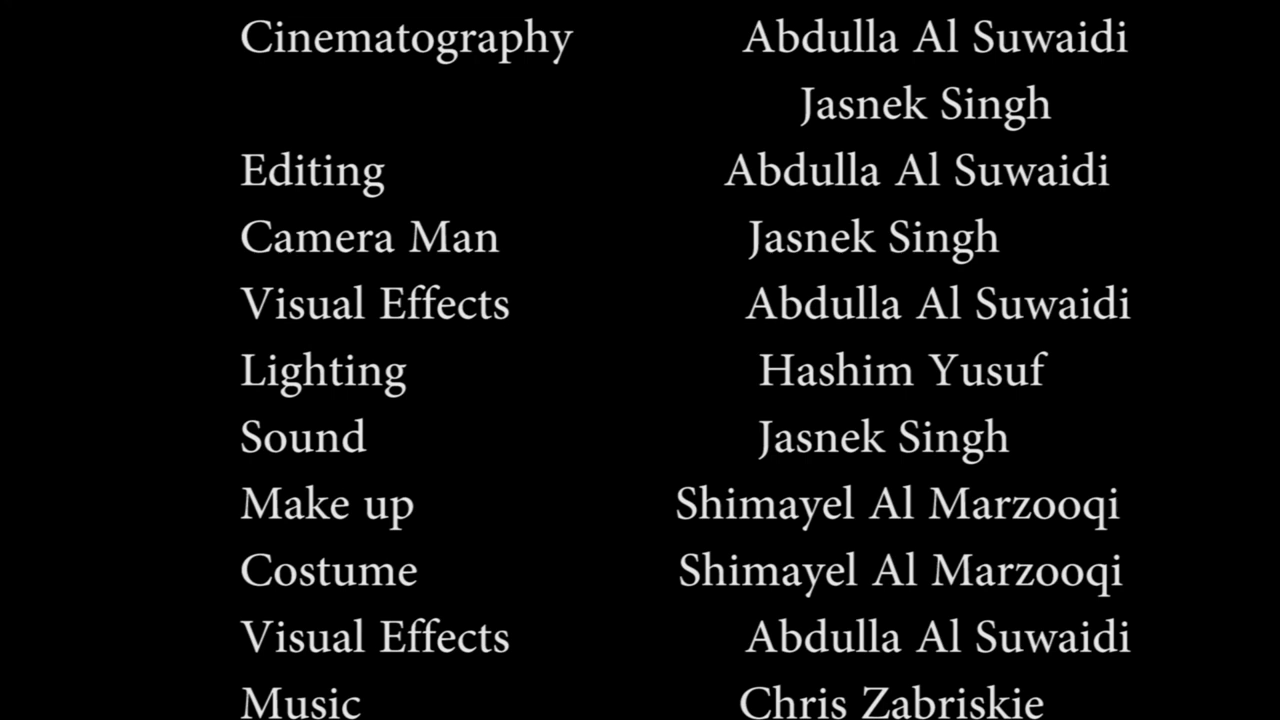 Cinematography Abdulla Al Suwaidi
Jasnek Singh
Editing Abdulla Al Suwaidi
Camera Man Jasnek Singh
Visual Effects Abdulla Al Suwaidi
Lighting Hashim Yusuf
Sound Jasnek Singh
Make up Shimayel Al Marzooqi
Costume Shimayel Al Marzooqi
Visual Effects Abdulla Al Suwaidi
Music Chris Zabriskie